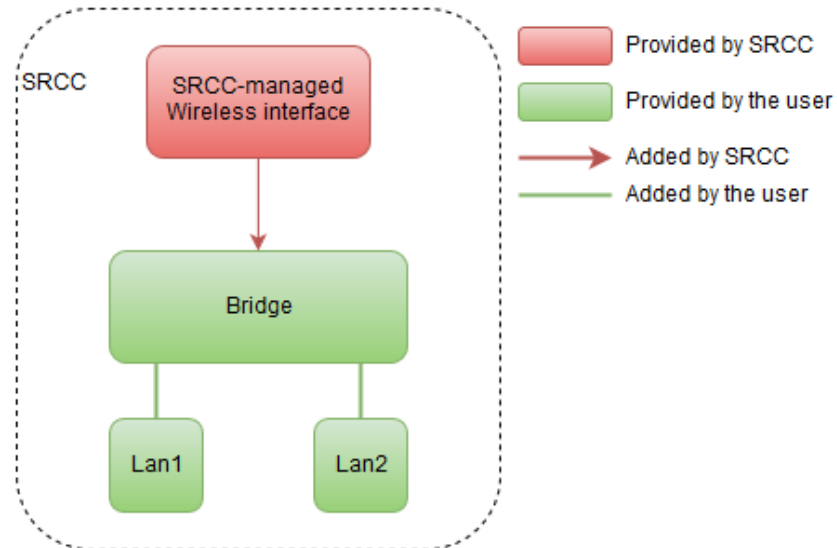 SRCC
SRCC-managed
Wireless interface
Bridge
Lan1
Lan2
Provided by SRCC
Provided by the user
Added by SRCC
Added by the user